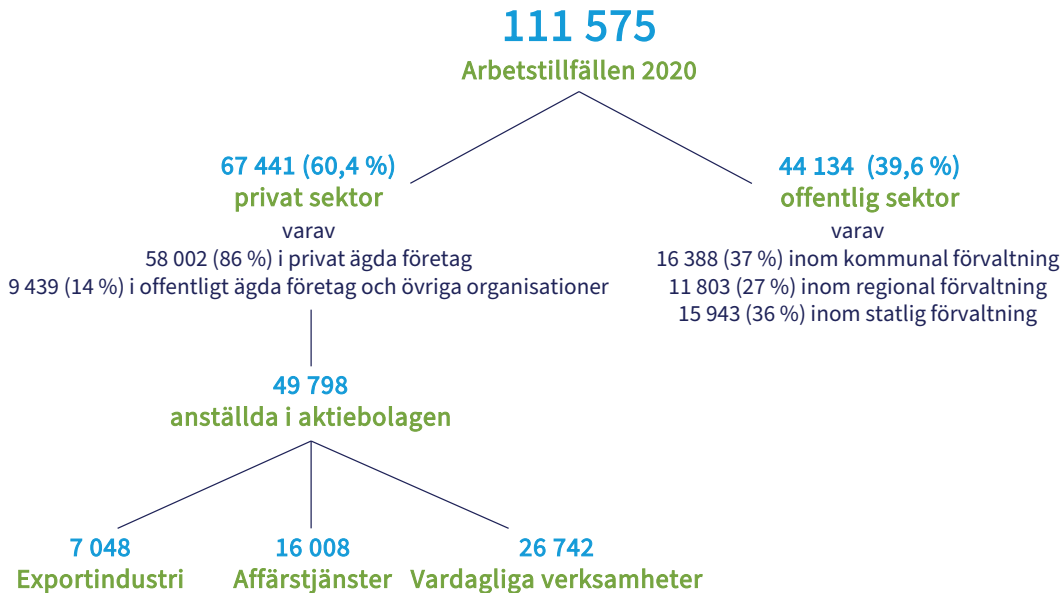 111 575
Arbetstillfällen 2020
67 441 (60,4 %)
privat sektor
varav
58 002 (86 %) i privat ägda företag
9 439 (14 %) i offentligt ägda företag och övriga organisationer
44 134 (39,6 %)
offentlig sektor
varav
16 388 (37 %) inom kommunal förvaltning
11 803 (27 %) inom regional förvaltning
15 943 (36 %) inom statlig förvaltning
49 798
anställda i aktiebolagen
7 048
Exportindustri
16 008
Affärstjänster
26 742
Vardagliga verksamheter